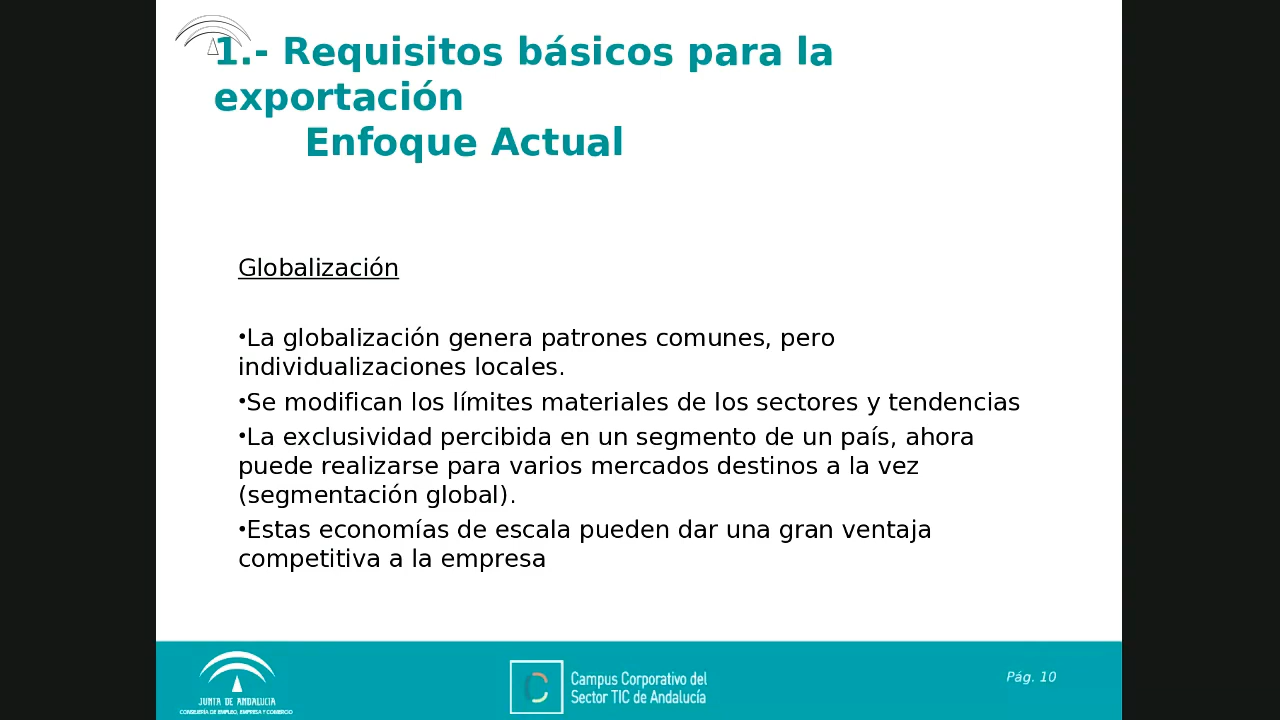 1.- Requisitos básicos para la
exportación
Enfoque Actual
Globalización
•La globalización genera patrones comunes, pero
individualizaciones locales.
•Se modifican los límites materiales de los sectores y tendencias
•La exclusividad percibida en un segmento de un país, ahora
puede realizarse para varios mercados destinos a la vez
(segmentación global).
•Estas economías de escala pueden dar una gran ventaja
competitiva a la empresa
JUNTA DE ANDALUCIA
CONSEJERÍA DE EMPLEO, EMPRESA Y COMERCIO
Campus Corporativo del
Sector TIC de Andalucía
Pág. 10